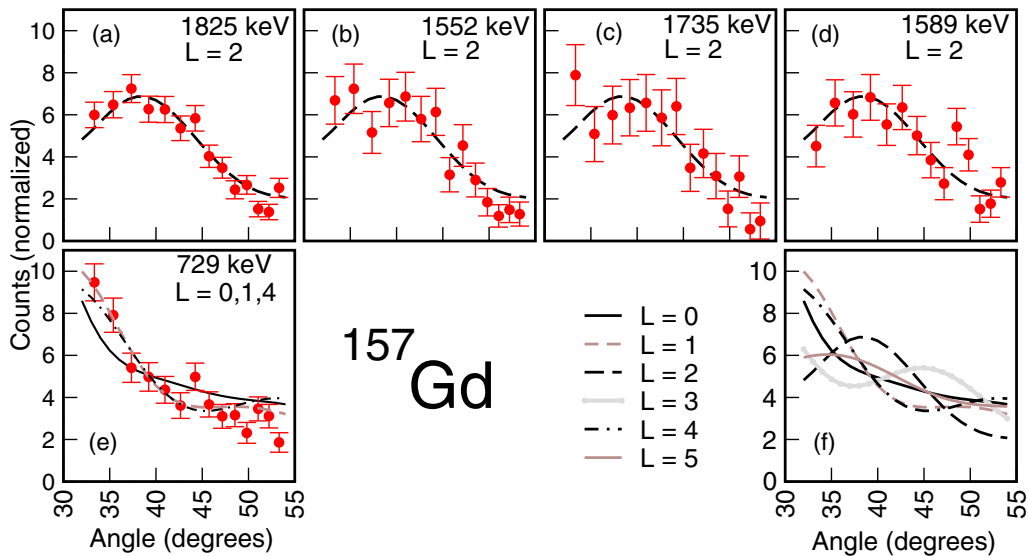 (a)
1825 keV
L = 2
(b)
1552 keV
L = 2
(c)
1735 keV
L = 2
(d)
1589 keV
L = 2
10
8
6
4
2
0
Counts (normalized)
729 keV
L = 0,1,4
(e)
10
8
6
4
2
0
30
35
40
45
50
55
Angle (degrees)
157Gd
L = 0
L = 1
L = 2
L = 3
L = 4
L = 5
(f)
10
8
6
4
2
0
30
35
40
45
50
55
Angle (degrees)